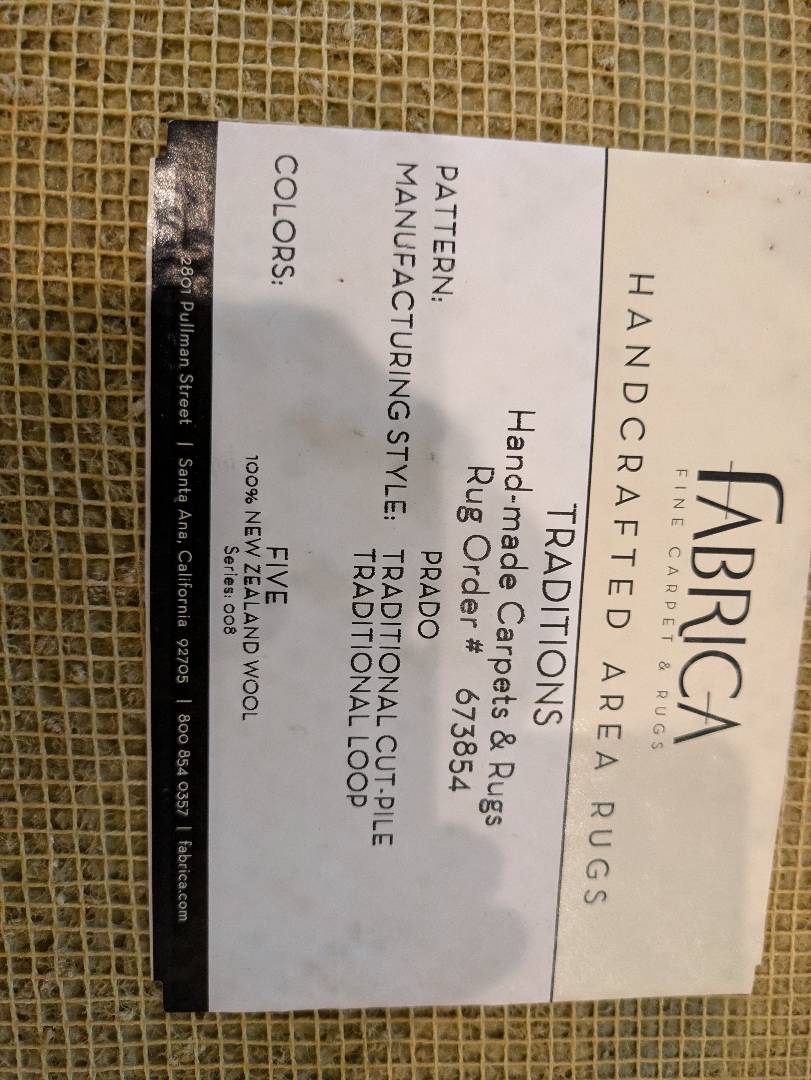 FABRICA
FINE CARPET & RUGS
HANDCRAFTED AREA RUGS
TRADITIONS
Hand-made Carpets & Rugs
Rug Order # 673854
PATTERN: PRADO
MANUFACTURING STYLE: TRADITIONAL CUT-PILE
TRADITIONAL LOOP
COLORS: FIVE
100% NEW ZEALAND WOOL
Series: 008
2801 Pullman Street | Santa Ana, California 92705 | 800 854 0357 | fabrica.com